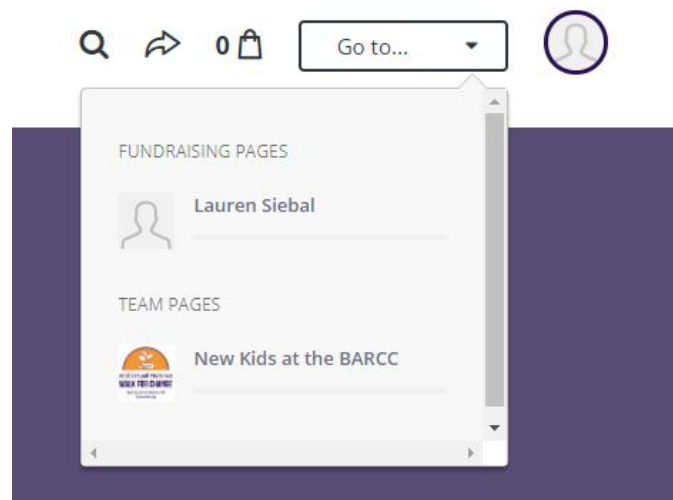 0 Go to...
FUNDRAISING PAGES
Lauren Siebal
TEAM PAGES
WALK FOR CHANGE
New Kids at the BARCC